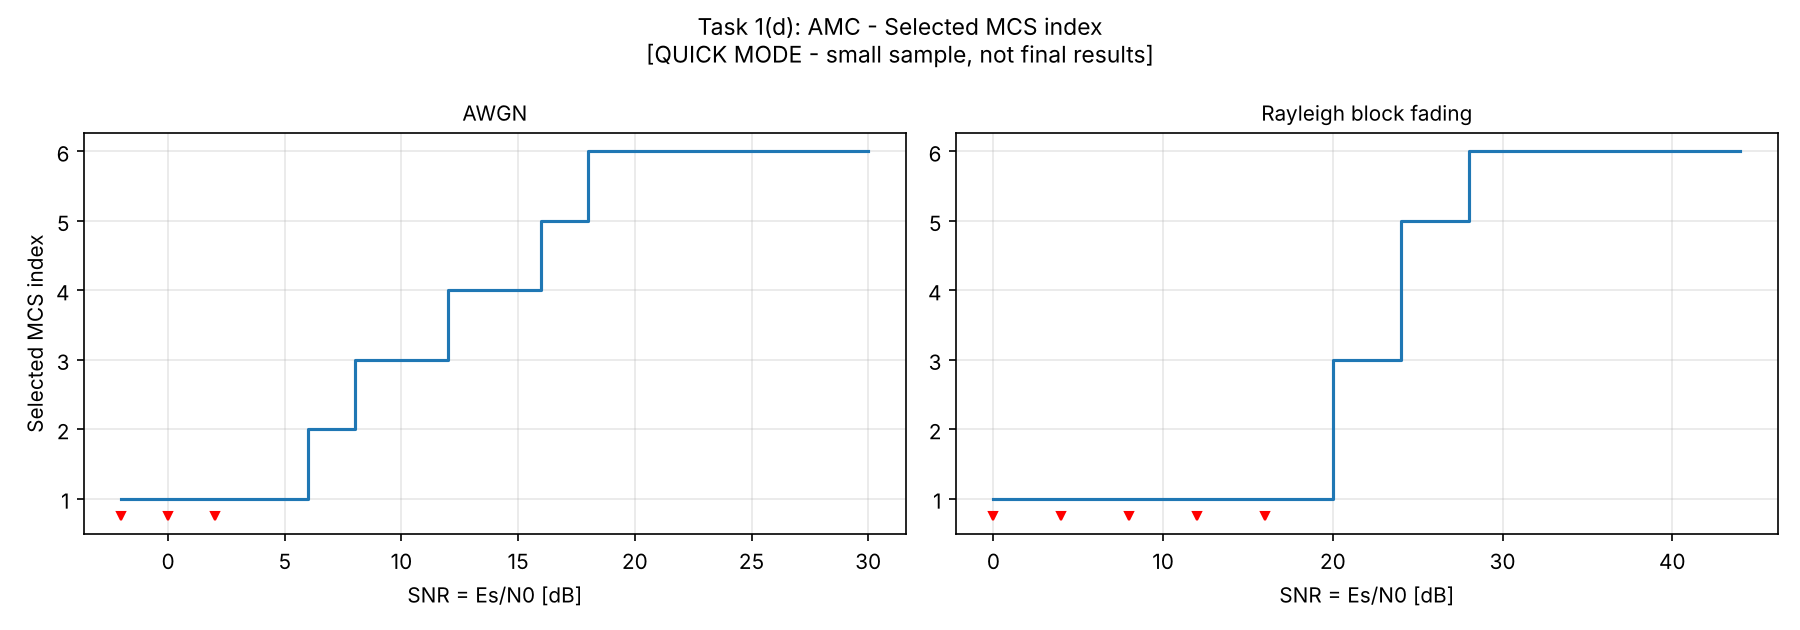 Task 1(d): AMC - Selected MCS index
[QUICK MODE - small sample, not final results]
AWGN
Selected MCS index
6
5
4
3
2
1
0 5 10 15 20 25 30
SNR = Es/N0 [dB]
Rayleigh block fading
6
5
4
3
2
1
0 10 20 30 40
SNR = Es/N0 [dB]